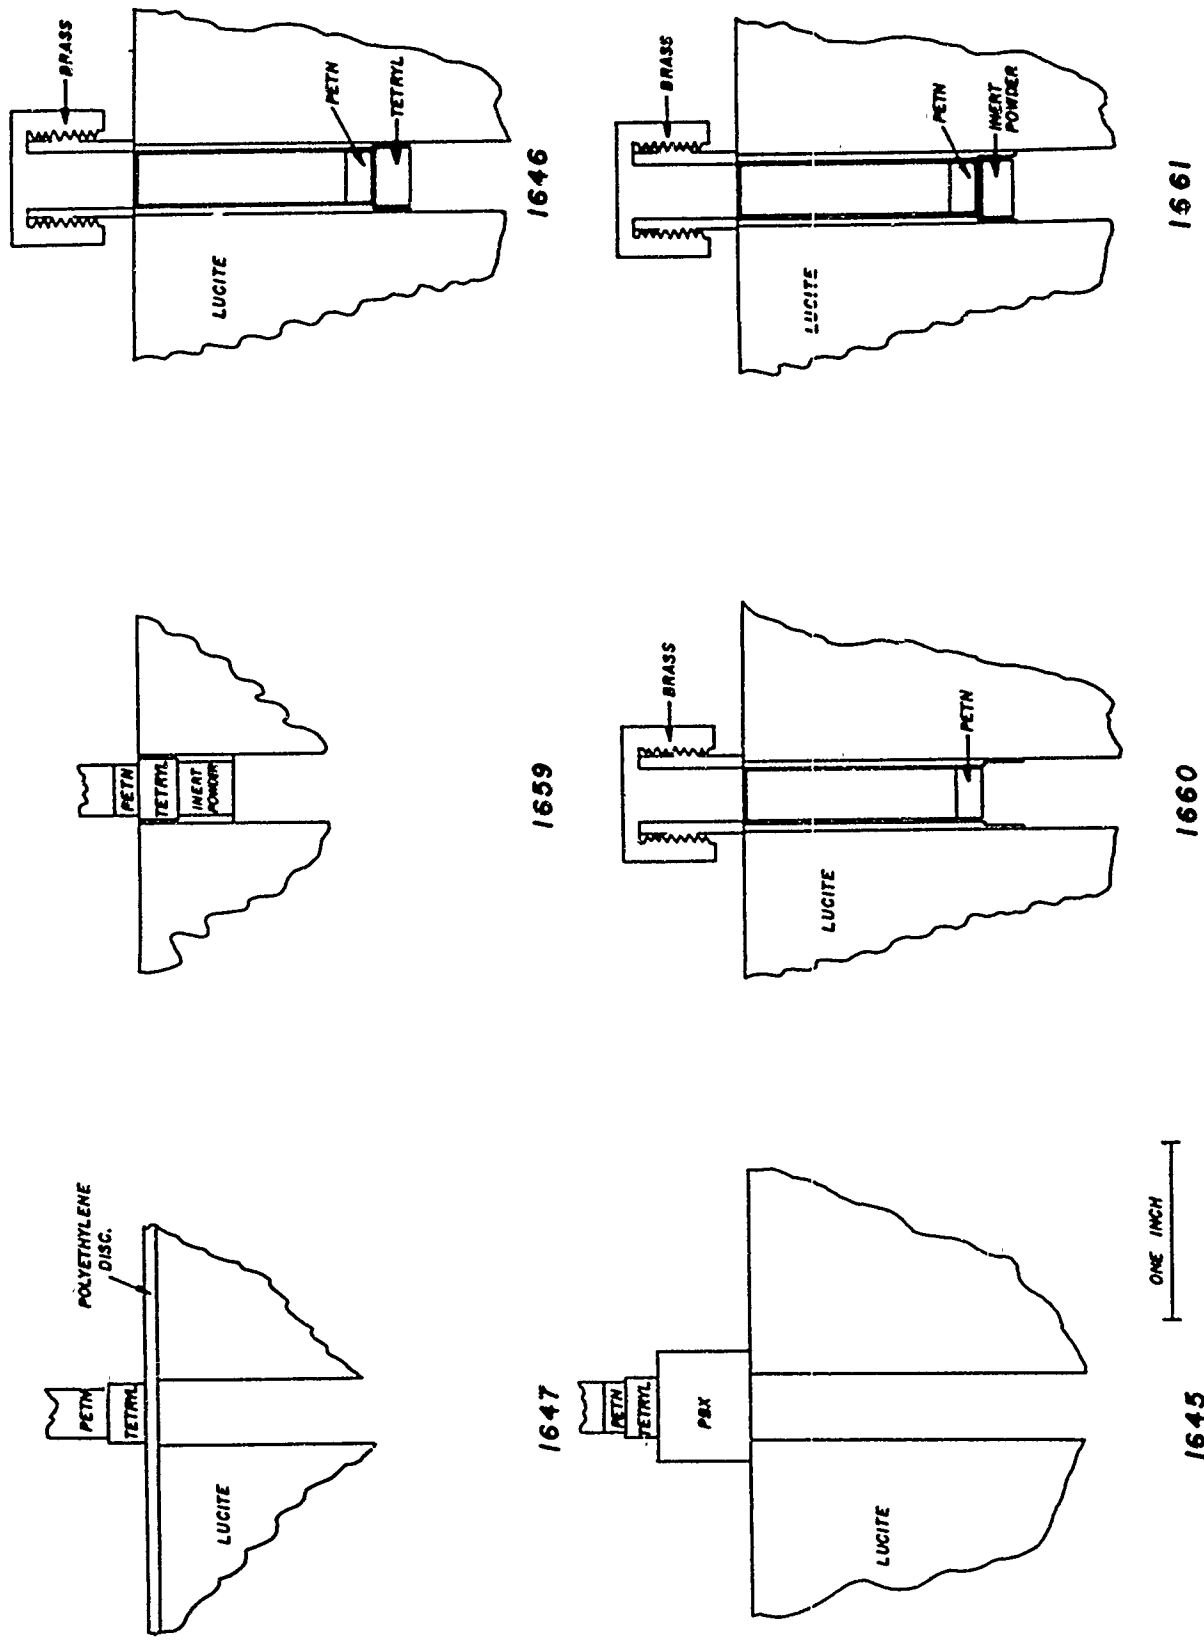 BRASS
PETN
TETRYL
LUCITE
1646
BRASS
PETN
INERT
POWDER
LUCITE
1661
PETN
TETRYL
INERT
POWDER
1659
BRASS
PETN
LUCITE
1660
POLYETHYLENE
DISC.
PETN
TETRYL
LUCITE
1647
PETN
TETRYL
PBX
LUCITE
1645
ONE INCH